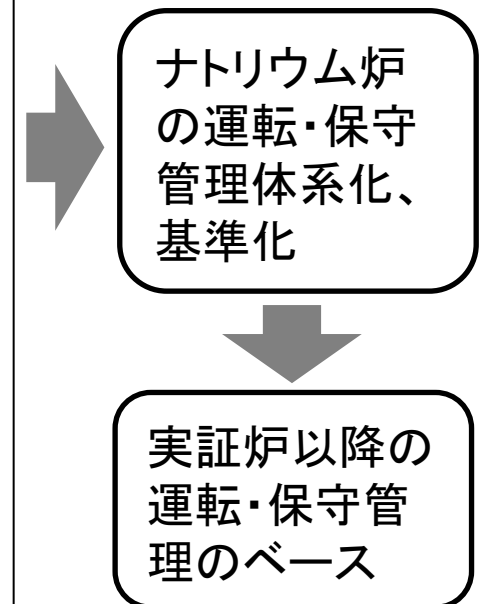 ナトリウム炉
の運転・保守
管理体系化、
基準化
実証炉以降の
運転・保守管
理のベース